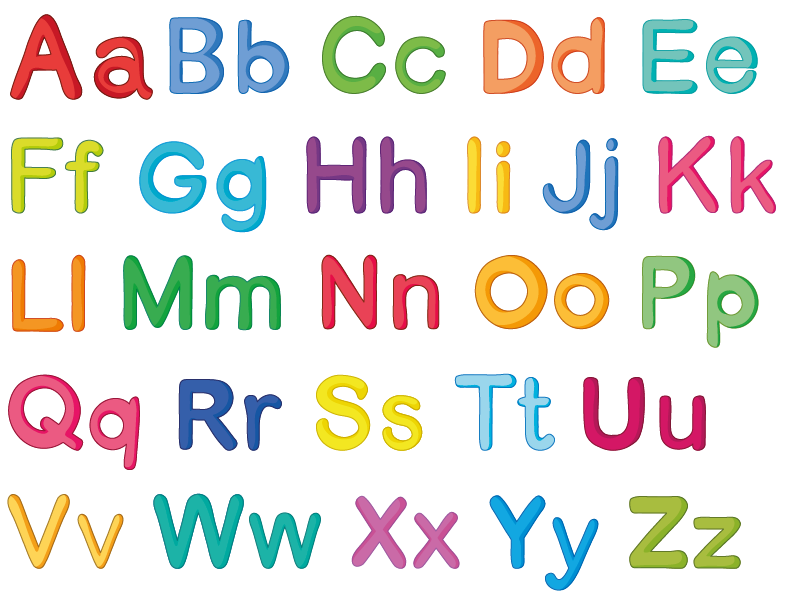 Aa Bb Cc Dd Ee
Ff Gg Hh Ii Jj Kk
Ll Mm Nn Oo Pp
Qq Rr Ss Tt Uu
Vv Ww Xx Yy Zz